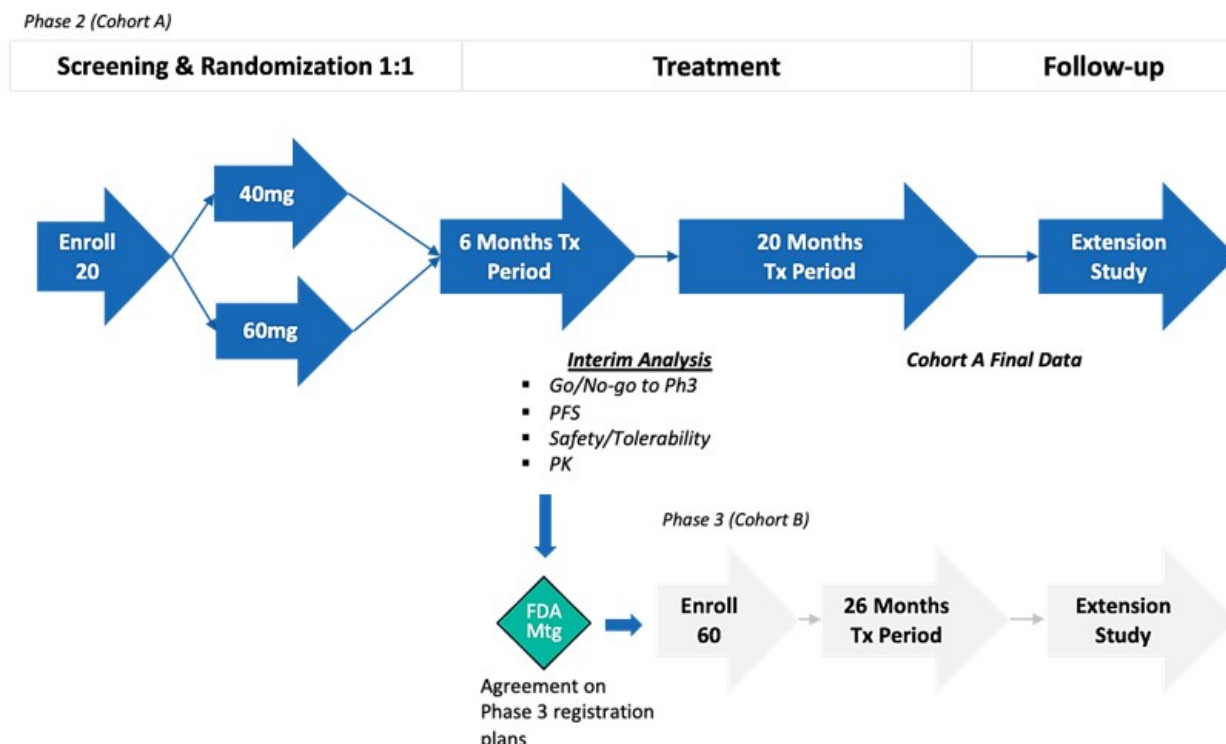 Phase 2 (Cohort A)
Screening & Randomization 1:1
Treatment
Follow-up
Enroll
20
40mg
60mg
6 Months Tx
Period
20 Months
Tx Period
Extension
Study
Interim Analysis
▪ Go/No-go to Ph3
▪ PFS
▪ Safety/Tolerability
▪ PK
Cohort A Final Data
Phase 3 (Cohort B)
FDA
Mtg
Agreement on
Phase 3 registration
plans
Enroll
60
26 Months
Tx Period
Extension
Study